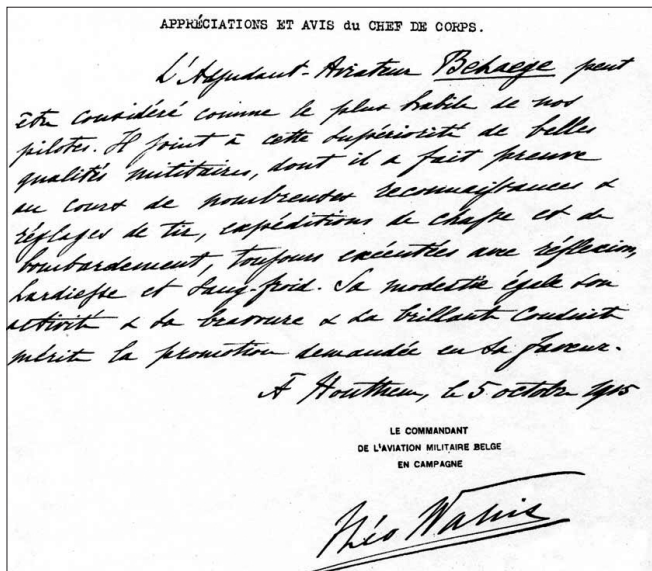 APPRÉCIATIONS ET AVIS du CHEF DE CORPS.
L'Adjudant-Aviateur Behaege peut
être considéré comme le plus habile de nos
pilotes. Il joint à cette supériorité de belles
qualités militaires, dont il a fait preuve
au cours de nombreuses reconnaissances &
réglages de tir, expéditions de chasse et de
bombardement, toujours exécutées avec réflexion,
hardiesse et sang-froid. Sa modestie égale son
activité & sa bravoure & sa brillante conduite
mérite la promotion demandée en sa faveur.
À Houthem, le 5 octobre 1915
LE COMMANDANT
DE L'AVIATION MILITAIRE BELGE
EN CAMPAGNE
Théo Wahis